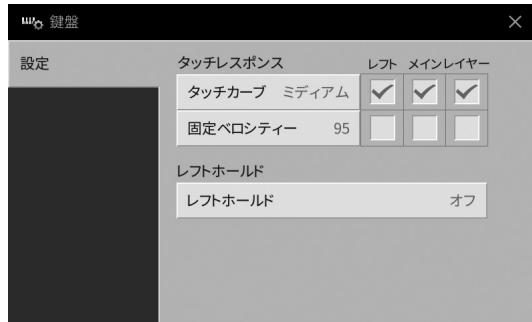 鍵盤
設定
タッチレスポンス レフト メインレイヤー
タッチカーブ ミディアム
固定ベロシティー 95
レフトホールド
レフトホールド オフ